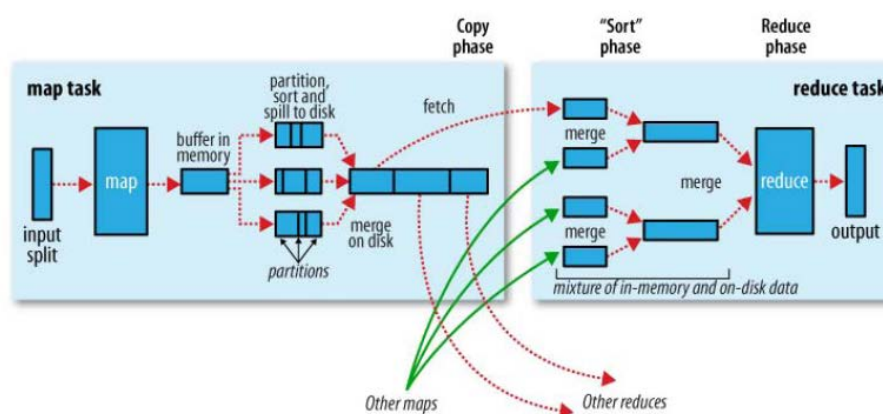 Copy
phase
"Sort"
phase
Reduce
phase
map task
partition,
sort and
spill to disk
fetch
reduce task
buffer in
memory
map
merge
merge
reduce
input
split
merge
on disk
merge
output
partitions
mixture of in-memory and on-disk data
Other maps
Other reduces